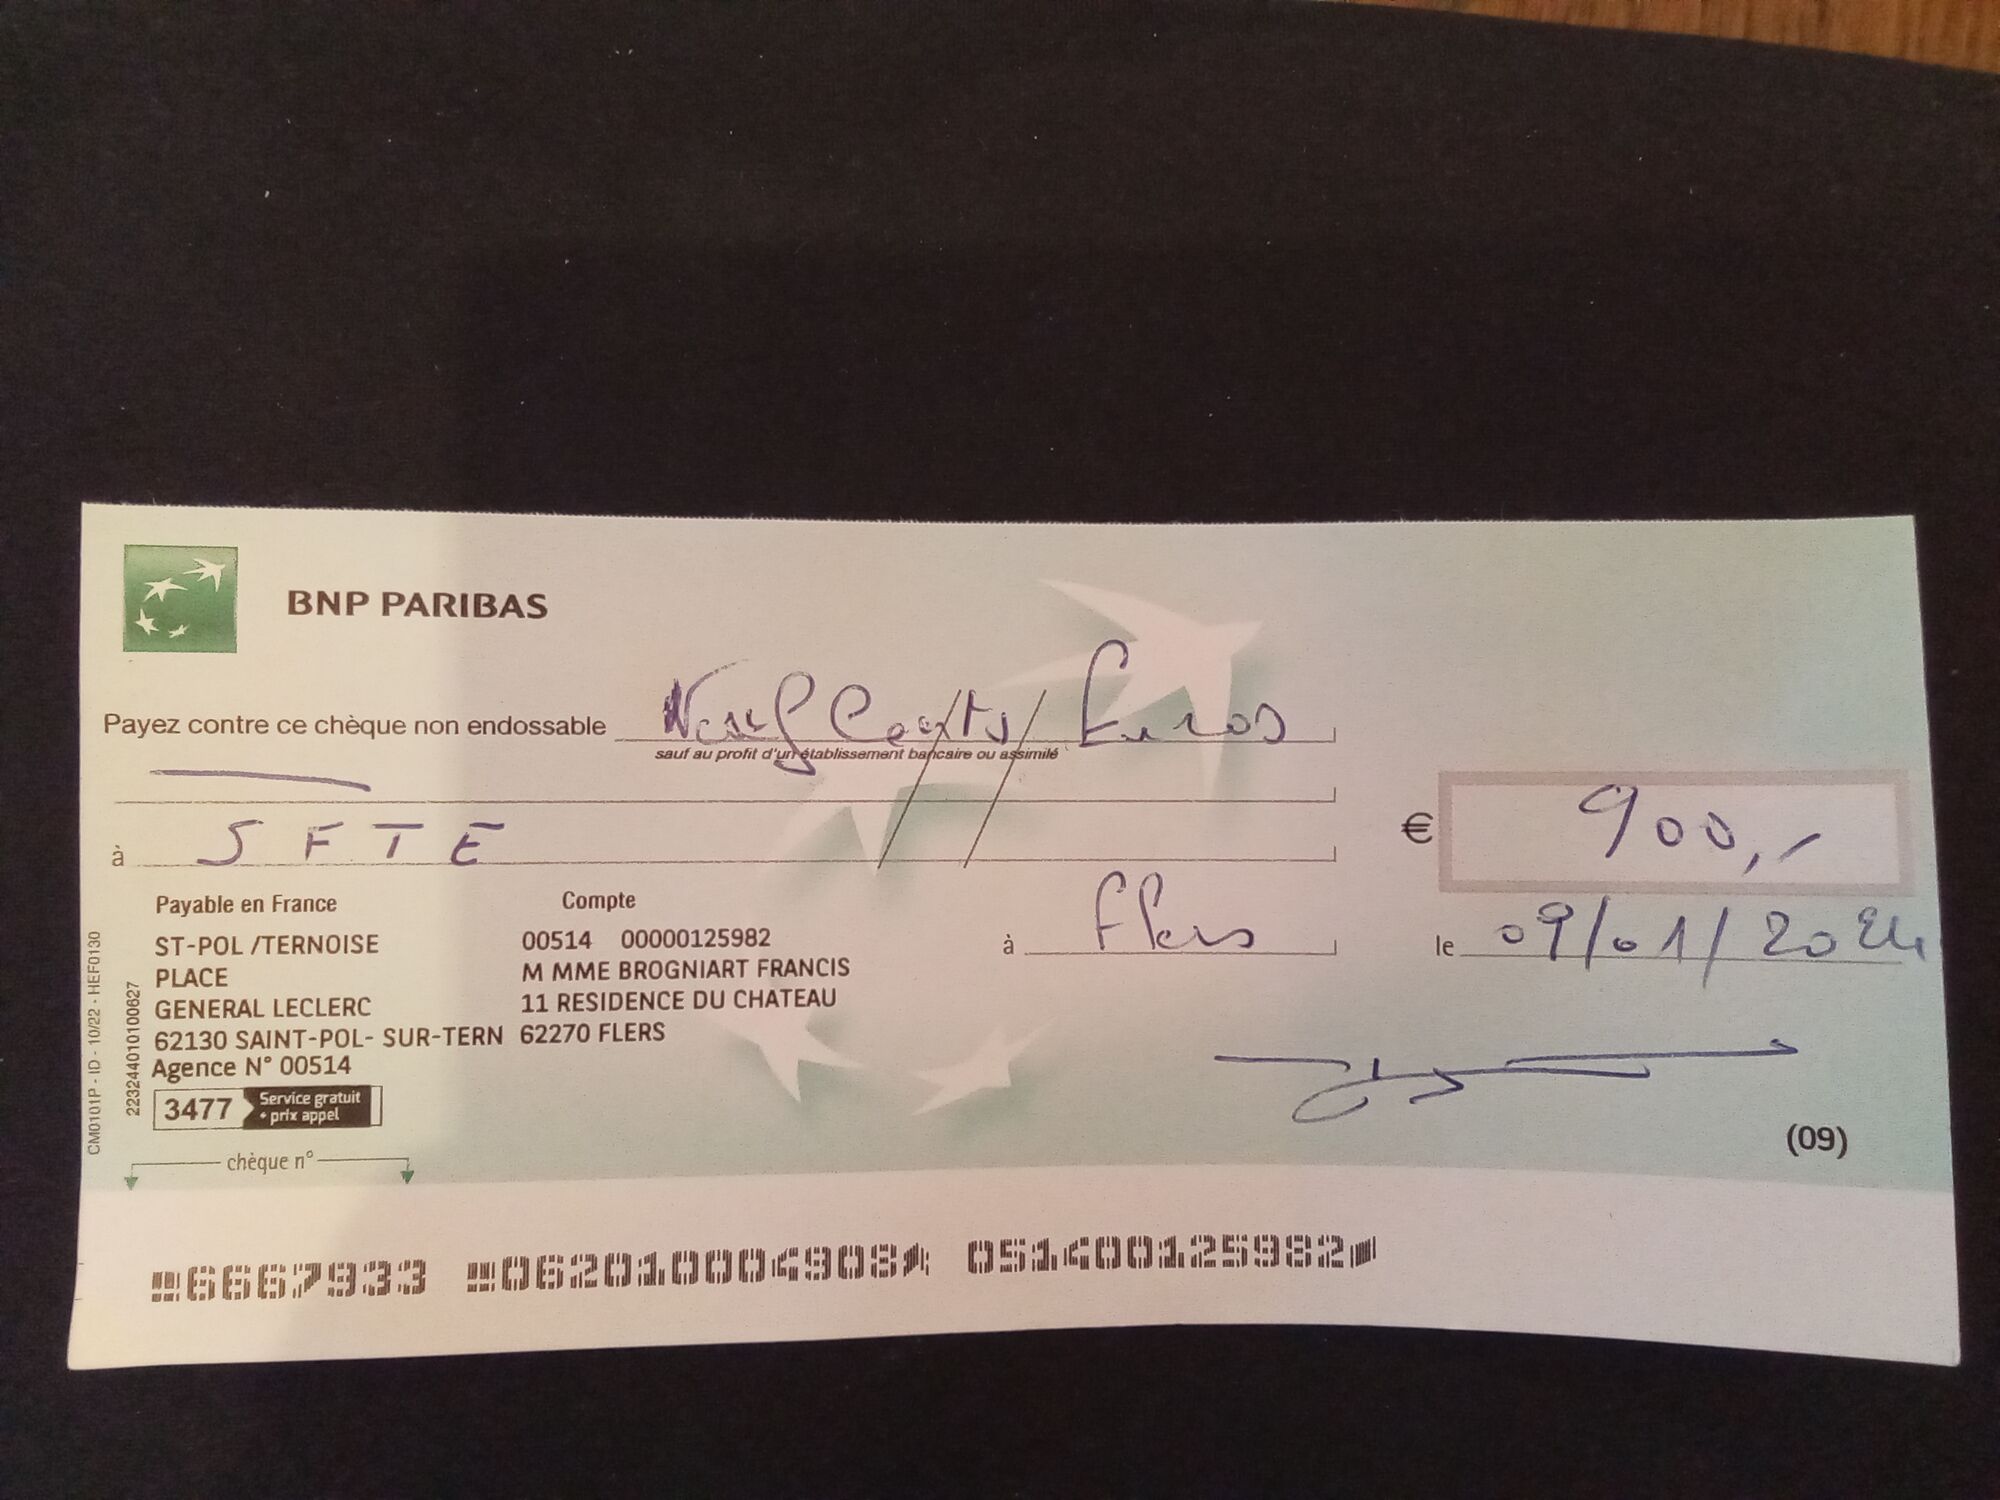 BNP PARIBAS
Payez contre ce chèque non endossable Neuf Cents Euros
sauf au profit d'un établissement bancaire ou assimilé
€ 900,-
à SFTE
Payable en France
Compte
ST-POL /TERNOISE
00514 00000125982
à Flers
le 09/01/2024
PLACE
M MME BROGNIART FRANCIS
GENERAL LECLERC
11 RESIDENCE DU CHATEAU
62130 SAINT-POL- SUR-TERN
62270 FLERS
Agence N° 00514
3477 Service gratuit
+ prix appel
(09)
chèque n°
6667933 062010004908 051400125982
CM0101P - ID - 10/22 - HEF0130
223244010100627